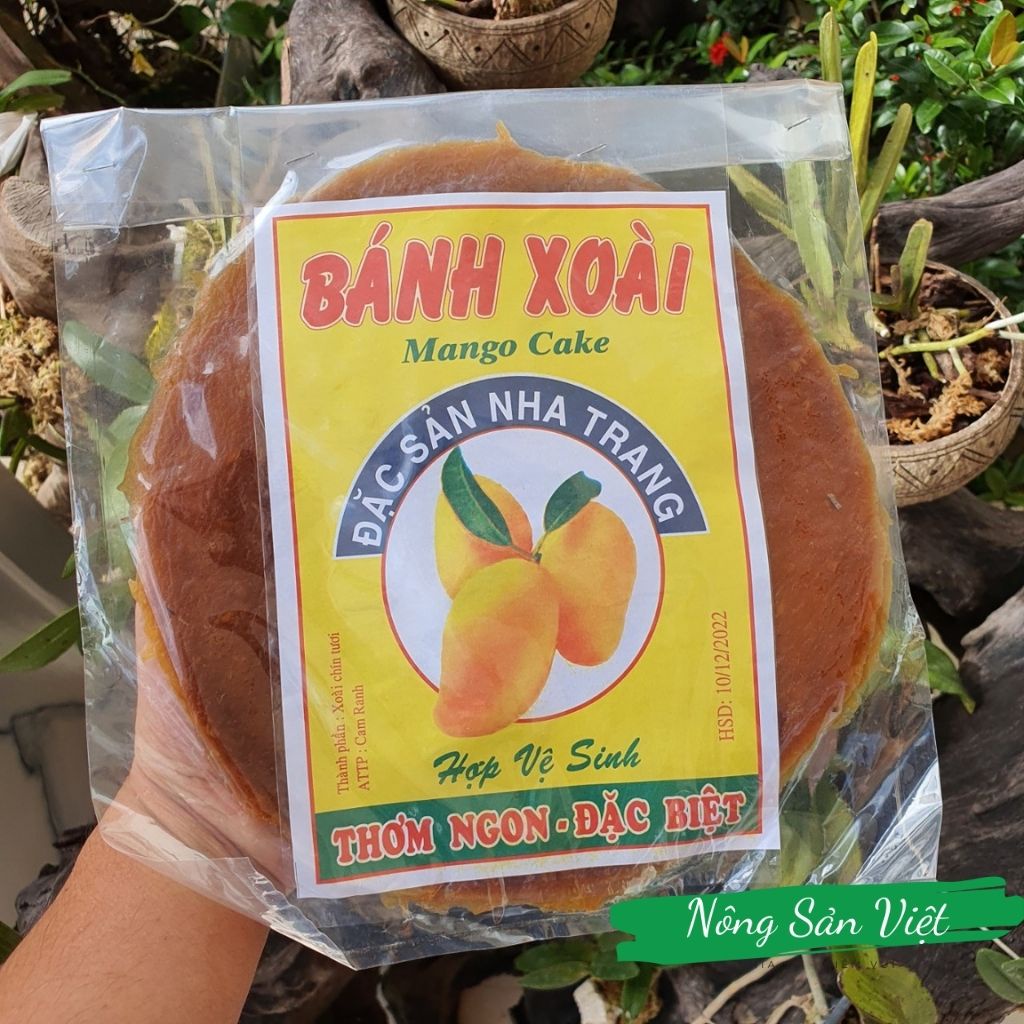 BÁNH XOÀI
Mango Cake
ĐẶC SẢN NHA TRANG
Thành phần : Xoài chín tươi
ATTP : Cam Ranh
HSD: 10/12/2022
Hợp Vệ Sinh
THƠM NGON - ĐẶC BIỆT
Nông Sản Việt